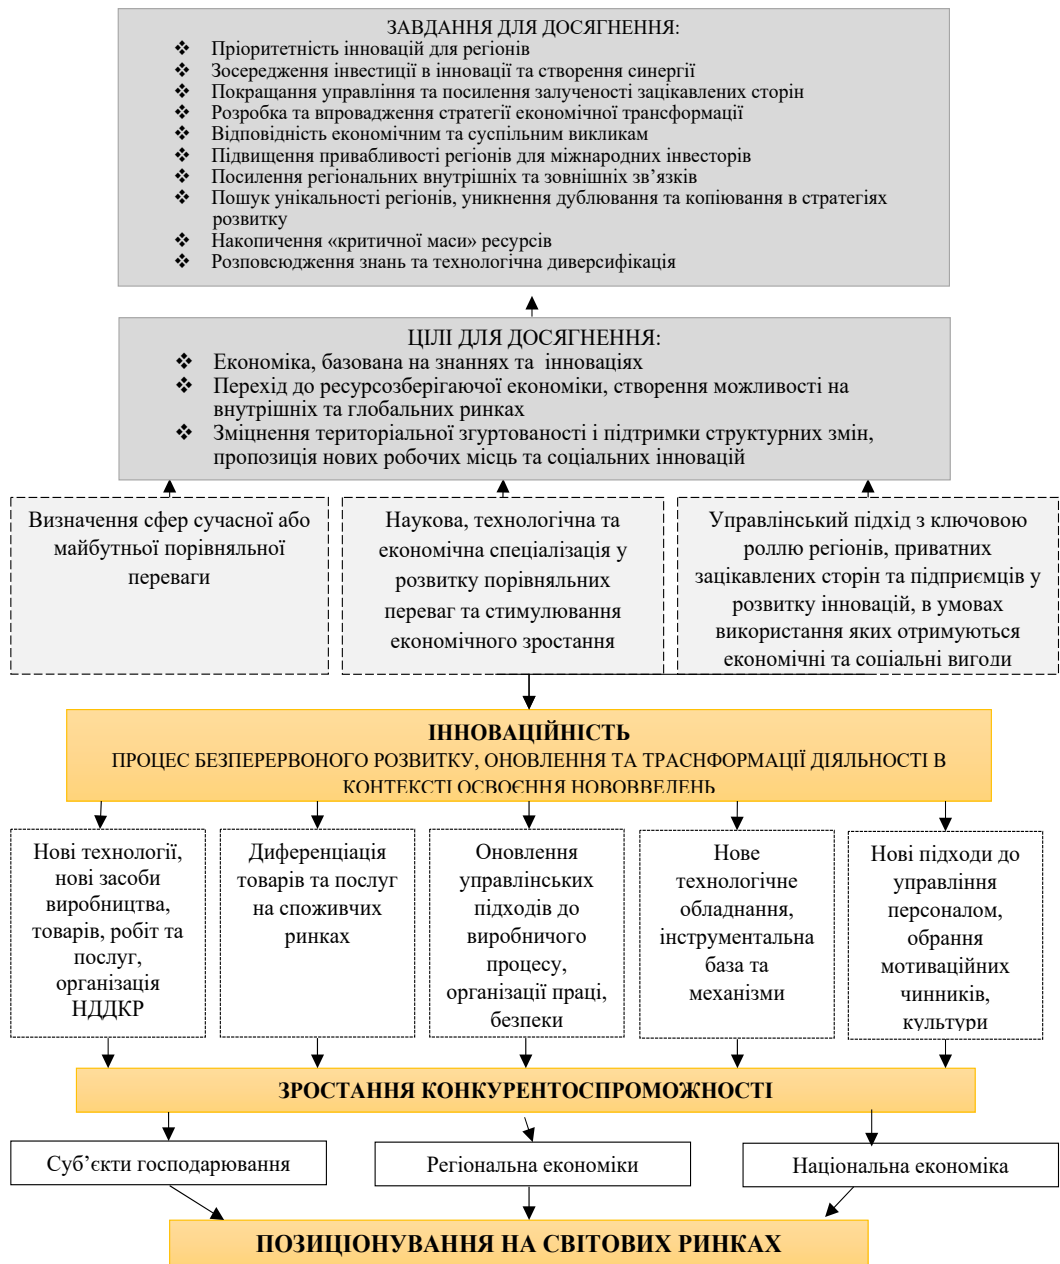 ЗАВДАННЯ ДЛЯ ДОСЯГНЕННЯ:
❖ Пріоритетність інновацій для регіонів
❖ Зосередження інвестиції в інновації та створення синергії
❖ Покращання управління та посилення залученості зацікавлених сторін
❖ Розробка та впровадження стратегії економічної трансформації
❖ Відповідність економічним та суспільним викликам
❖ Підвищення привабливості регіонів для міжнародних інвесторів
❖ Посилення регіональних внутрішніх та зовнішніх зв’язків
❖ Пошук унікальності регіонів, уникнення дублювання та копіювання в стратегіях
розвитку
❖ Накопичення «критичної маси» ресурсів
❖ Розповсюдження знань та технологічна диверсифікація
ЦІЛІ ДЛЯ ДОСЯГНЕННЯ:
❖ Економіка, базована на знаннях та інноваціях
❖ Перехід до ресурсозберігаючої економіки, створення можливості на
внутрішніх та глобальних ринках
❖ Зміцнення територіальної згуртованості і підтримки структурних змін,
пропозиція нових робочих місць та соціальних інновацій
Визначення сфер сучасної або
майбутньої порівняльної
переваги
Наукова, технологічна та
економічна спеціалізація у
розвитку порівняльних
переваг та стимулювання
економічного зростання
Управлінський підхід з ключовою
роллю регіонів, приватних
зацікавлених сторін та підприємців у
розвитку інновацій, в умовах
використання яких отримуються
економічні та соціальні вигоди
ІННОВАЦІЙНІСТЬ
ПРОЦЕС БЕЗПЕРЕРВОНОГО РОЗВИТКУ, ОНОВЛЕННЯ ТА ТРАСНФОРМАЦІЇ ДІЯЛЬНОСТІ В
КОНТЕКСТІ ОСВОЄННЯ НОВОВВЕДЕНЬ
Нові технології,
нові засоби
виробництва,
товарів, робіт та
послуг,
організація
НДДКР
Диференціація
товарів та послуг
на споживчих
ринках
Оновлення
управлінських
підходів до
виробничого
процесу,
організації праці,
безпеки
Нове
технологічне
обладнання,
інструментальна
база та
механізми
Нові підходи до
управління
персоналом,
обрання
мотиваційних
чинників,
культури
ЗРОСТАННЯ КОНКУРЕНТОСПРОМОЖНОСТІ
Суб’єкти господарювання
Регіональна економіки
Національна економіка
ПОЗИЦІОНУВАННЯ НА СВІТОВИХ РИНКАХ